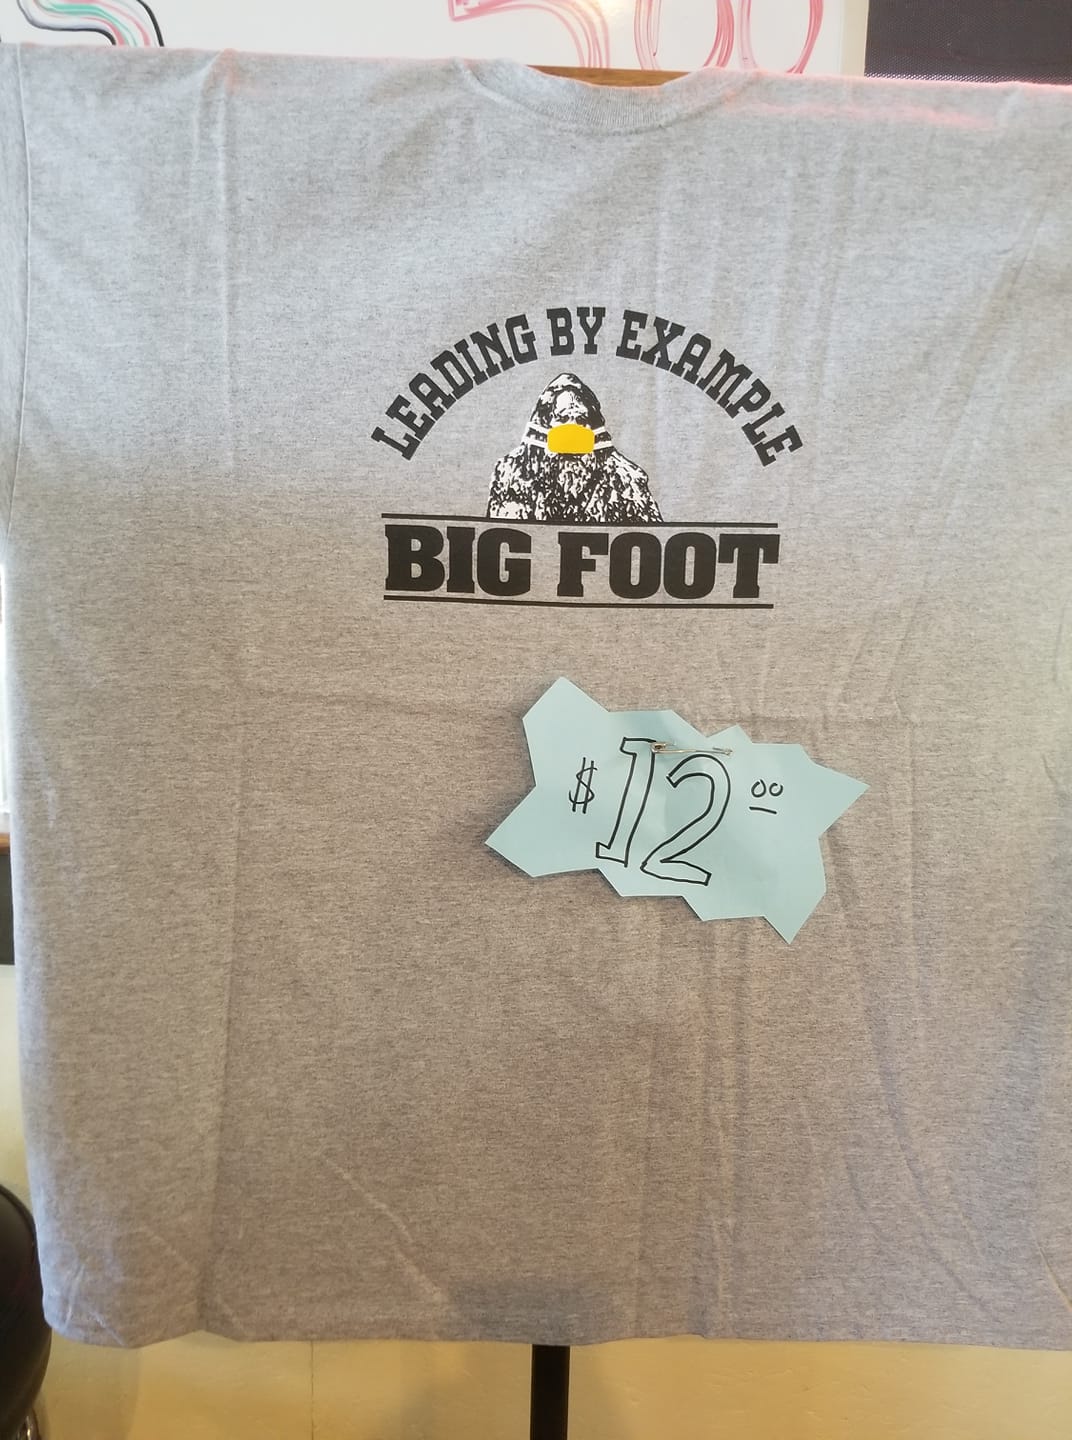 LEADING BY EXAMPLE
BIG FOOT
$ 12 00